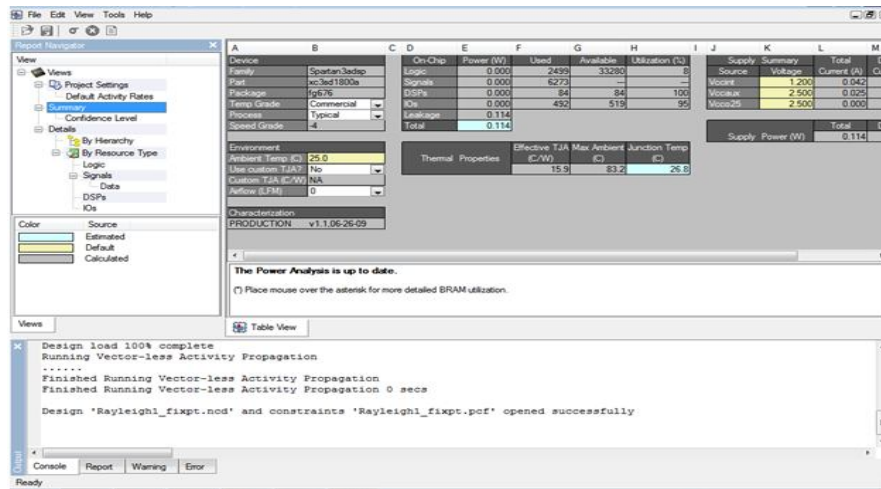 File Edit View Tools Help
Report Navigator
View
Views
Project Settings
Default Activity Rates
Summary
Confidence Level
Details
By Hierarchy
By Resource Type
Logic
Signals
Data
DSPs
IOs
Color Source
Estimated
Default
Calculated
Views
A B C D E F G H I J K L M
Device
Family Spartan3adsp
Part xc3sd1800a
Package fg676
Temp Grade Commercial
Process Typical
Speed Grade -4
Environment
Ambient Temp (C) 25.0
Use custom TJA? No
Custom TJA (C/W) NA
Airflow (LFM) 0
Characterization
PRODUCTION v1.1,06-26-09
On-Chip Power (W) Used Available Utilization (%)
Logic 0.000 2499 33280 8
Signals 0.000 6273 --- ---
DSPs 0.000 84 84 100
IOs 0.000 492 519 95
Leakage 0.114
Total 0.114
Effective TJA Max Ambient Junction Temp
Thermal Properties (C/W) (C) (C)
15.9 83.2 26.8
Supply Summary Total
Source Voltage Current (A)
Vccint 1.200 0.042
Vccaux 2.500 0.025
Vcco25 2.500 0.000
Total
Supply Power (W) 0.114
The Power Analysis is up to date.
(*) Place mouse over the asterisk for more detailed BRAM utilization.
Table View
Design load 100% complete
Running Vector-less Activity Propagation
......
Finished Running Vector-less Activity Propagation
Finished Running Vector-less Activity Propagation 0 secs
Design 'Rayleigh1_fixpt.ncd' and constraints 'Rayleigh1_fixpt.pcf' opened successfully
Output
Console Report Warning Error
Ready